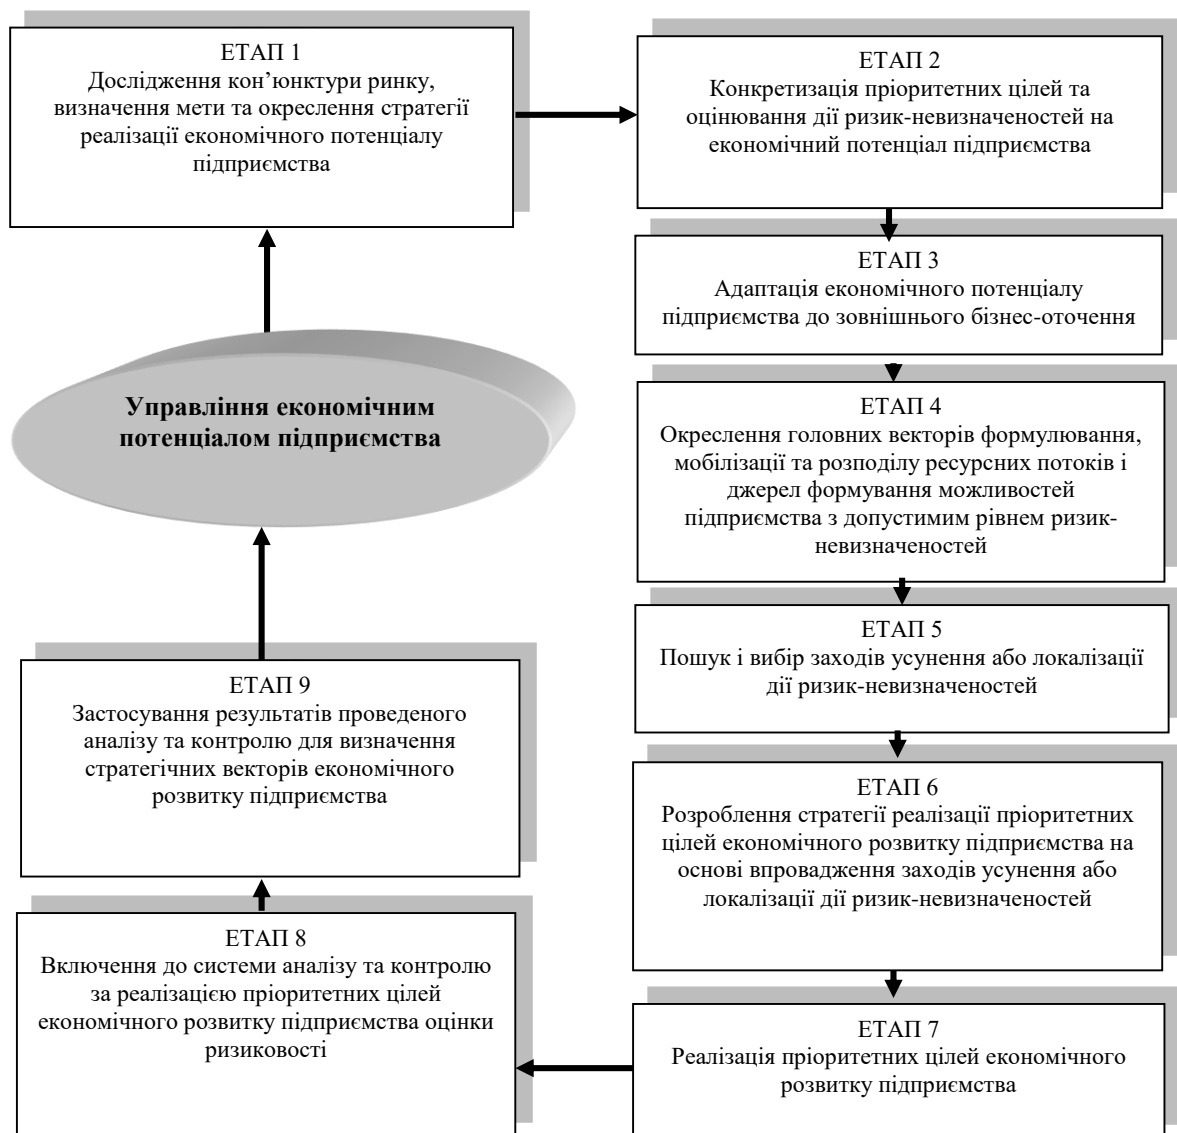 ЕТАП 1
Дослідження кон’юнктури ринку,
визначення мети та окреслення стратегії
реалізації економічного потенціалу
підприємства
ЕТАП 2
Конкретизація пріоритетних цілей та
оцінювання дії ризик-невизначеностей на
економічний потенціал підприємства
ЕТАП 3
Адаптація економічного потенціалу
підприємства до зовнішнього бізнес-оточення
Управління економічним
потенціалом підприємства
ЕТАП 4
Окреслення головних векторів формулювання,
мобілізації та розподілу ресурсних потоків і
джерел формування можливостей
підприємства з допустимим рівнем ризик-
невизначеностей
ЕТАП 5
Пошук і вибір заходів усунення або локалізації
дії ризик-невизначеностей
ЕТАП 6
Розроблення стратегії реалізації пріоритетних
цілей економічного розвитку підприємства на
основі впровадження заходів усунення або
локалізації дії ризик-невизначеностей
ЕТАП 7
Реалізація пріоритетних цілей економічного
розвитку підприємства
ЕТАП 8
Включення до системи аналізу та контролю
за реалізацією пріоритетних цілей
економічного розвитку підприємства оцінки
ризиковості
ЕТАП 9
Застосування результатів проведеного
аналізу та контролю для визначення
стратегічних векторів економічного
розвитку підприємства